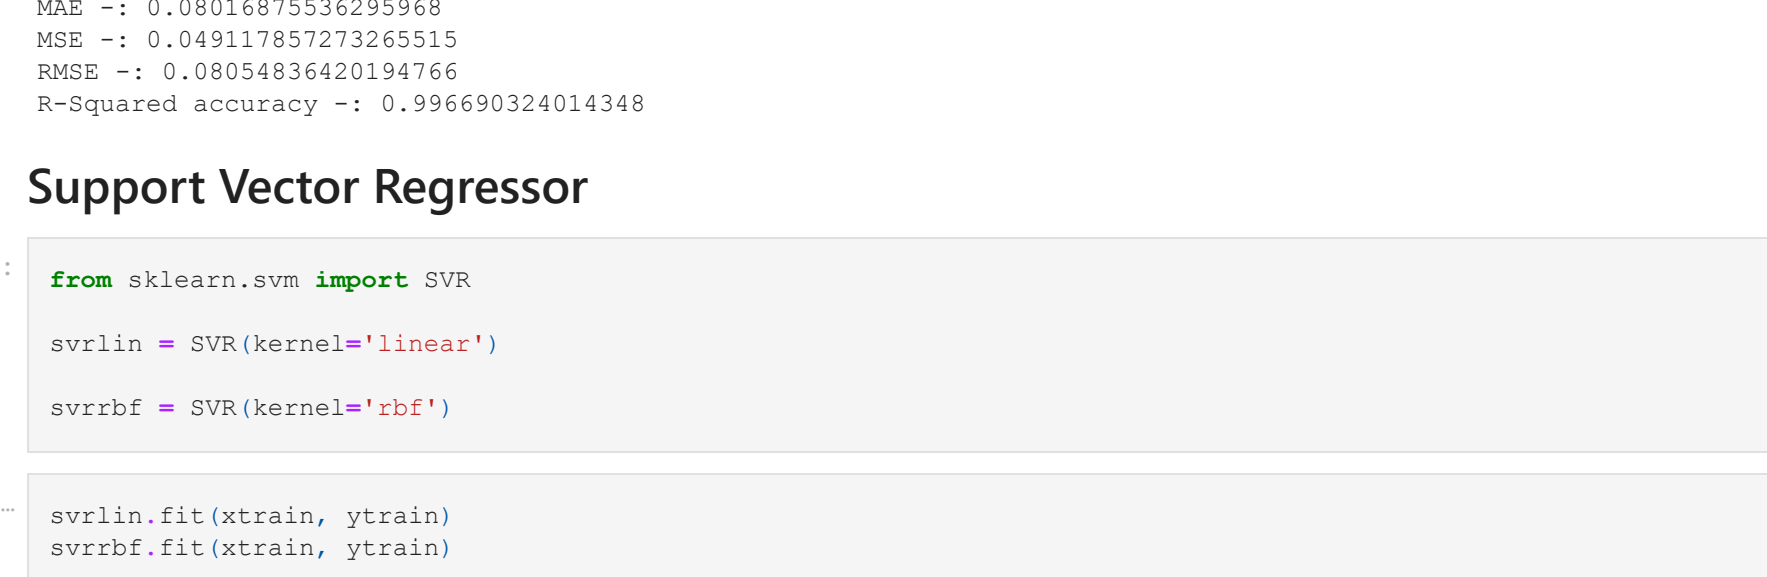 MAE -: 0.08016875536295968
MSE -: 0.049117857273265515
RMSE -: 0.08054836420194766
R-Squared accuracy -: 0.996690324014348
Support Vector Regressor
:
from sklearn.svm import SVR
svrlin = SVR(kernel='linear')
svrrbf = SVR(kernel='rbf')
…
svrlin.fit(xtrain, ytrain)
svrrbf.fit(xtrain, ytrain)